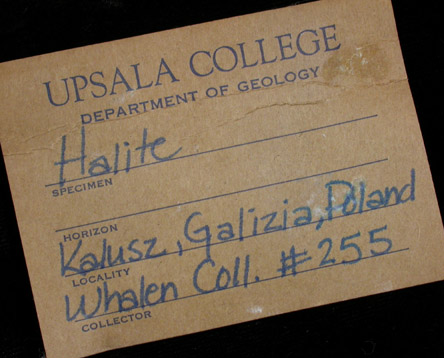 UPSALA COLLEGE
DEPARTMENT OF GEOLOGY
Halite
SPECIMEN
HORIZON
Kalusz, Galizia, Poland
LOCALITY
Whalen Coll. #255
COLLECTOR